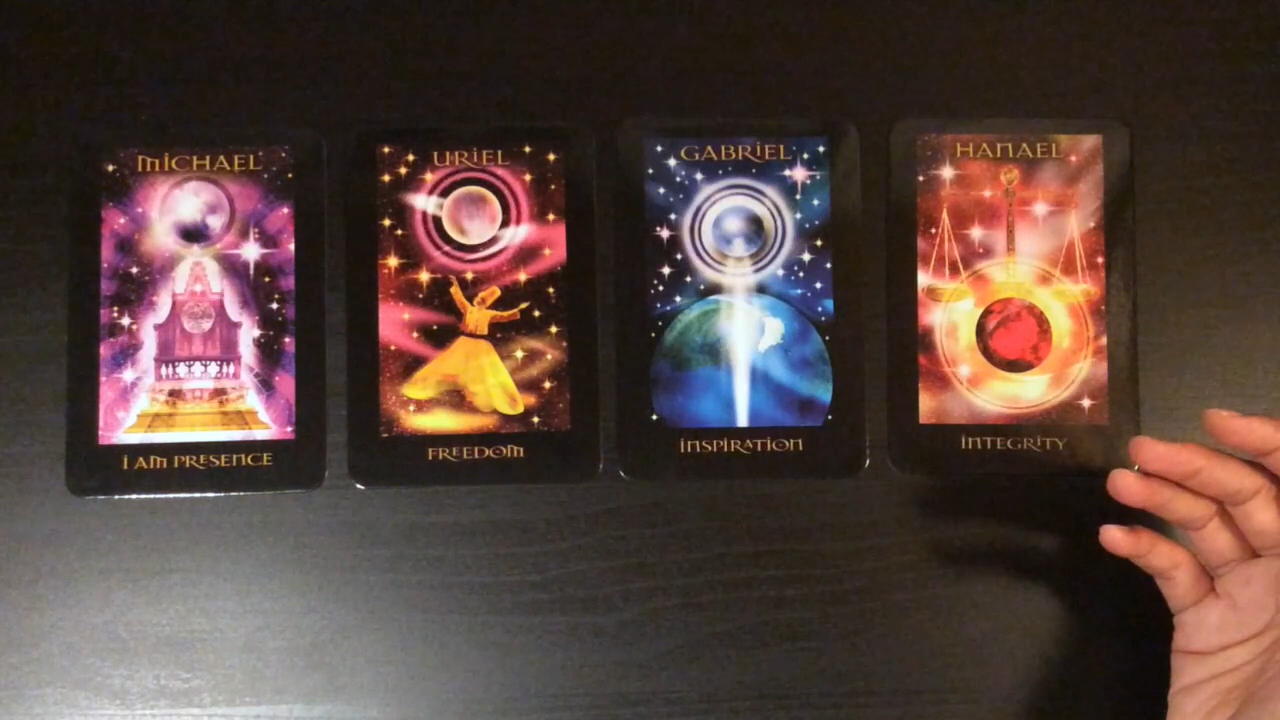 MICHAEL
I AM PRESENCE
URIEL
FREEDOM
GABRIEL
INSPIRATION
HANAEL
INTEGRITY